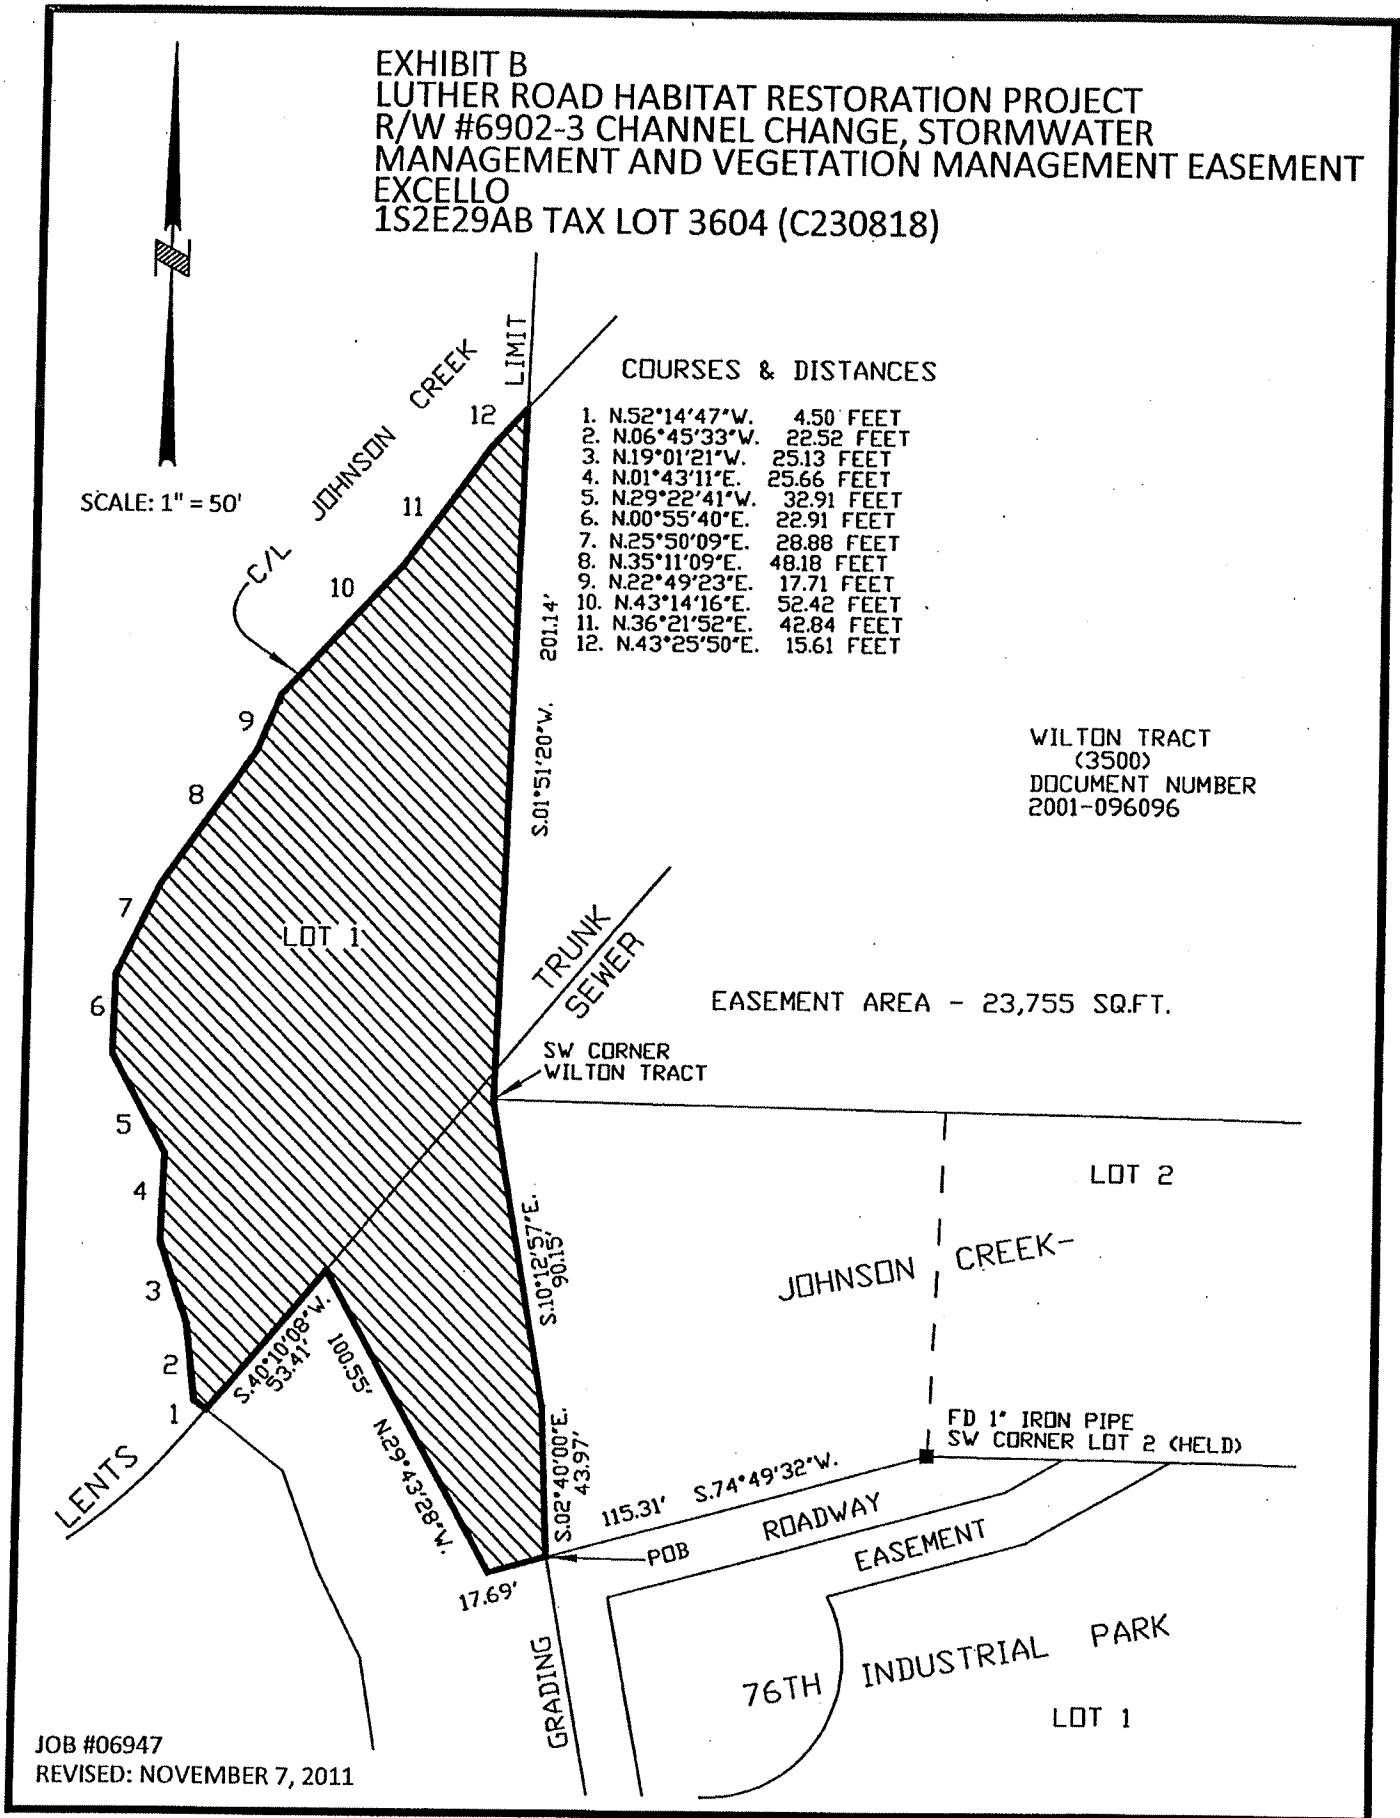 EXHIBIT B
LUTHER ROAD HABITAT RESTORATION PROJECT
R/W #6902-3 CHANNEL CHANGE, STORMWATER
MANAGEMENT AND VEGETATION MANAGEMENT EASEMENT
EXCELLO
1S2E29AB TAX LOT 3604 (C230818)
SCALE: 1" = 50'
C/L JOHNSON CREEK
LIMIT
COURSES & DISTANCES
1. N.52°14'47"W. 4.50 FEET
2. N.06°45'33"W. 22.52 FEET
3. N.19°01'21"W. 25.13 FEET
4. N.01°43'11"E. 25.66 FEET
5. N.29°22'41"W. 32.91 FEET
6. N.00°55'40"E. 22.91 FEET
7. N.25°50'09"E. 28.88 FEET
8. N.35°11'09"E. 48.18 FEET
9. N.22°49'23"E. 17.71 FEET
10. N.43°14'16"E. 52.42 FEET
11. N.36°21'52"E. 42.84 FEET
12. N.43°25'50"E. 15.61 FEET
12
11
10
9
8
7
6
5
4
3
2
1
S.01°51'20"W. 201.14'
WILTON TRACT
(3500)
DOCUMENT NUMBER
2001-096096
LOT 1
TRUNK
SEWER
EASEMENT AREA - 23,755 SQ.FT.
SW CORNER
WILTON TRACT
LOT 2
S.10°12'57"E.
90.15'
JOHNSON CREEK-
S.40°10'08"W.
53.41'
100.55' N.29°43'28"W.
LENTS
S.02°40'00"E.
43.97'
FD 1" IRON PIPE
SW CORNER LOT 2 (HELD)
115.31' S.74°49'32"W.
POB
ROADWAY
EASEMENT
17.69'
GRADING
76TH INDUSTRIAL PARK
LOT 1
JOB #06947
REVISED: NOVEMBER 7, 2011